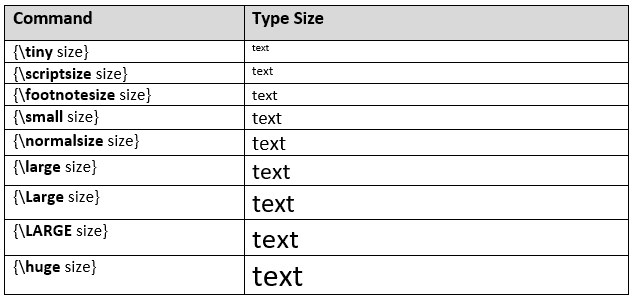 Command Type Size
{\tiny size} text
{\scriptsize size} text
{\footnotesize size} text
{\small size} text
{\normalsize size} text
{\large size} text
{\Large size} text
{\LARGE size} text
{\huge size} text